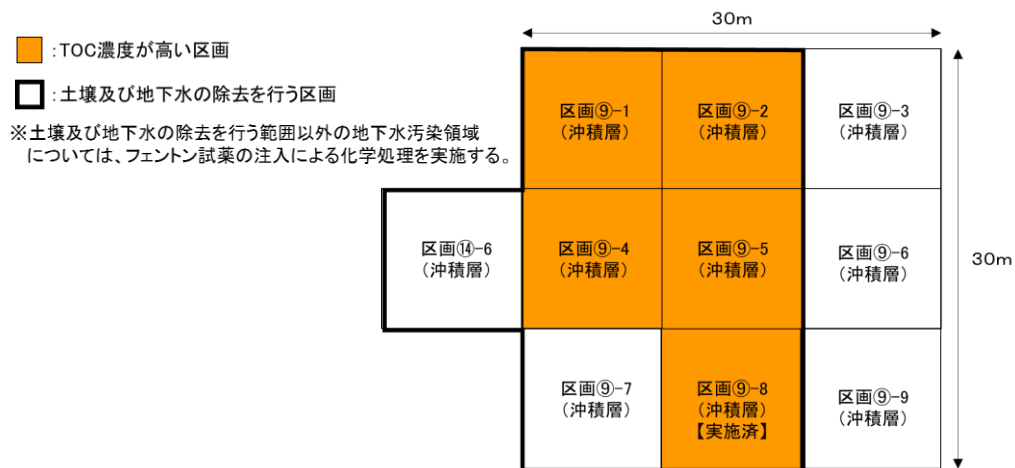 :TOC濃度が高い区画
:土壌及び地下水の除去を行う区画
※土壌及び地下水の除去を行う範囲以外の地下水汚染領域
については、フェントン試薬の注入による化学処理を実施する。
30m
区画⑨-1
(沖積層)
区画⑨-2
(沖積層)
区画⑨-3
(沖積層)
区画⑭-6
(沖積層)
区画⑨-4
(沖積層)
区画⑨-5
(沖積層)
区画⑨-6
(沖積層)
30m
区画⑨-7
(沖積層)
区画⑨-8
(沖積層)
【実施済】
区画⑨-9
(沖積層)